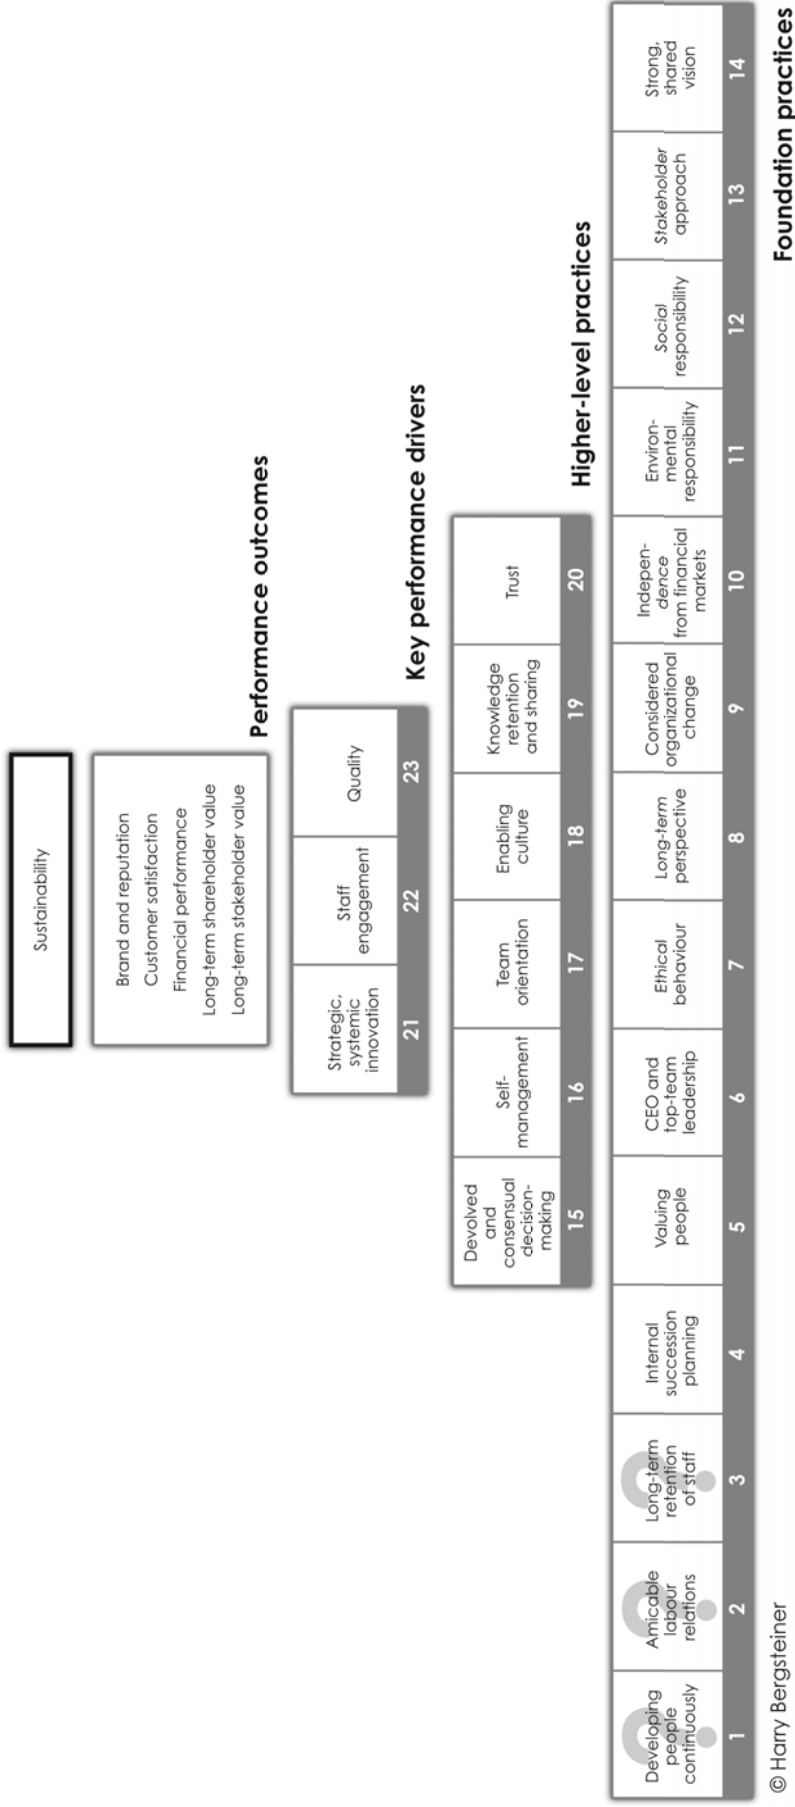 Sustainability
Brand and reputation
Customer satisfaction
Financial performance
Long-term shareholder value
Long-term stakeholder value
Performance outcomes
Strategic,
systemic
innovation
21
Staff
engagement
22
Quality
23
Key performance drivers
Devolved
and
consensual
decision-
making
15
Self-
management
16
Team
orientation
17
Enabling
culture
18
Knowledge
retention
and sharing
19
Trust
20
Higher-level practices
?
Developing
people
continuously
1
?
Amicable
labour
relations
2
?
Long-term
retention
of staff
3
Internal
succession
planning
4
Valuing
people
5
CEO and
top-team
leadership
6
Ethical
behaviour
7
Long-term
perspective
8
Considered
organizational
change
9
Indepen-
dence
from financial
markets
10
Environ-
mental
responsibility
11
Social
responsibility
12
Stakeholder
approach
13
Strong,
shared
vision
14
© Harry Bergsteiner
Foundation practices